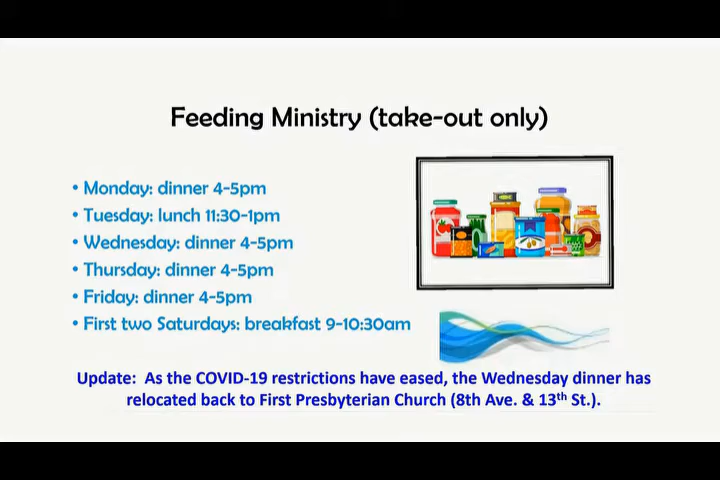 Feeding Ministry (take-out only)
• Monday: dinner 4-5pm
• Tuesday: lunch 11:30-1pm
• Wednesday: dinner 4-5pm
• Thursday: dinner 4-5pm
• Friday: dinner 4-5pm
• First two Saturdays: breakfast 9-10:30am
Update: As the COVID-19 restrictions have eased, the Wednesday dinner has
relocated back to First Presbyterian Church (8th Ave. & 13th St.).